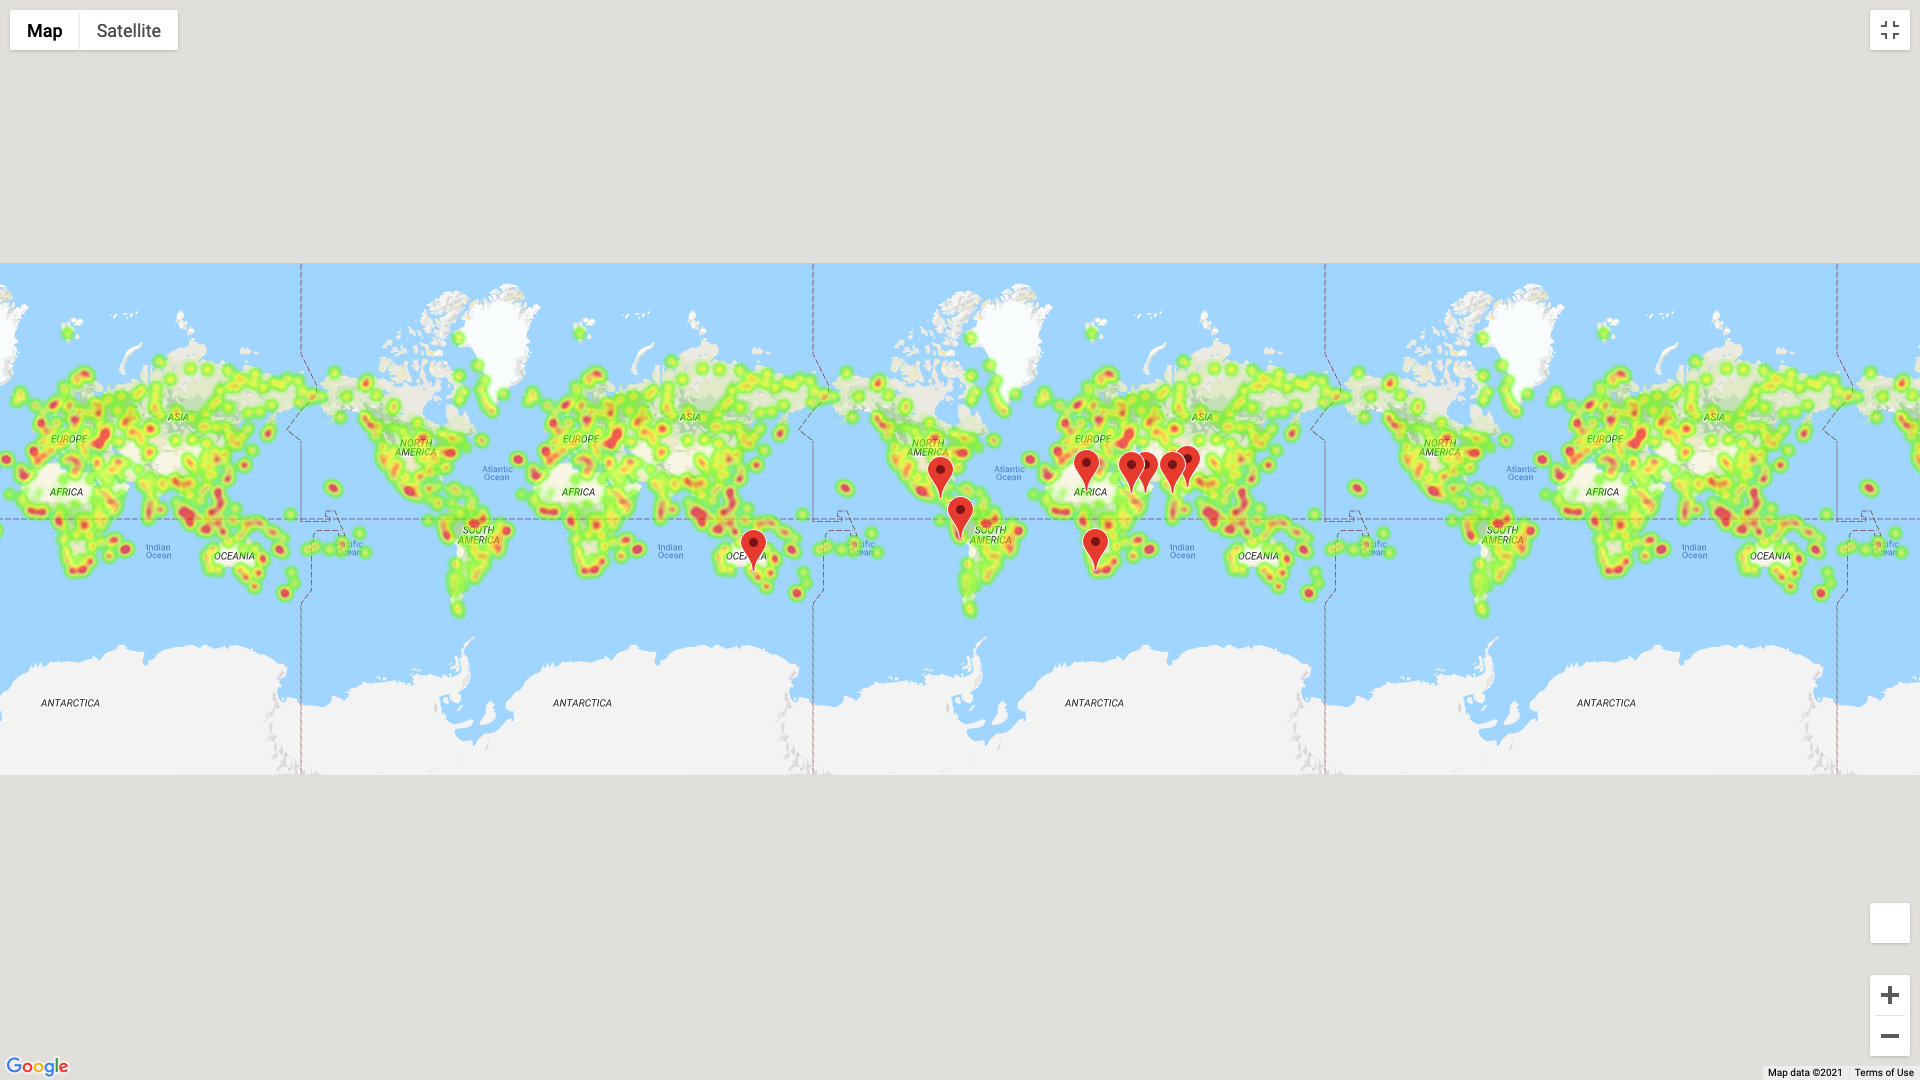 Map Satellite
ASIA
ASIA
ASIA
ASIA
EUROPE
NORTH
AMERICA
EUROPE
NORTH
AMERICA
EUROPE
NORTH
AMERICA
EUROPE
Atlantic
Ocean
Atlantic
Ocean
Atlantic
Ocean
AFRICA
AFRICA
AFRICA
AFRICA
SOUTH
AMERICA
SOUTH
AMERICA
SOUTH
AMERICA
Indian
Ocean
Pacific
Ocean
Indian
Ocean
Pacific
Ocean
Indian
Ocean
Pacific
Ocean
Indian
Ocean
Pacific
Ocean
OCEANIA
OCEANIA
OCEANIA
ANTARCTICA
ANTARCTICA
ANTARCTICA
ANTARCTICA
Google
Map data ©2021 Terms of Use